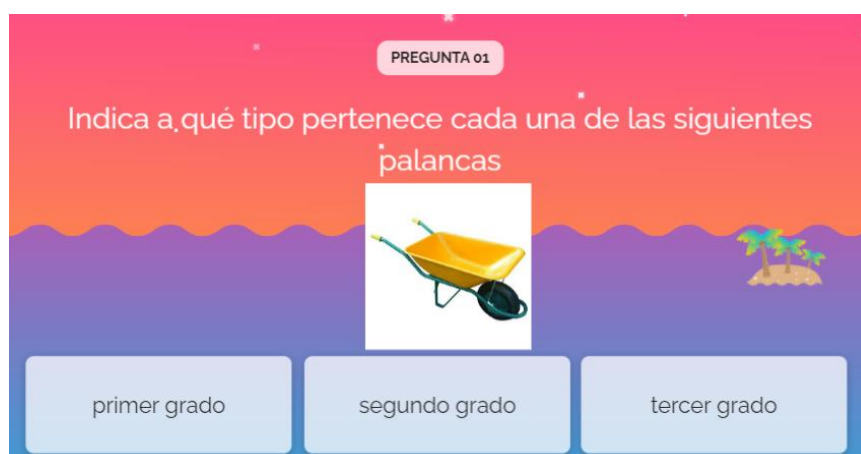 PREGUNTA 01
Indica a qué tipo pertenece cada una de las siguientes
palancas
primer grado
segundo grado
tercer grado